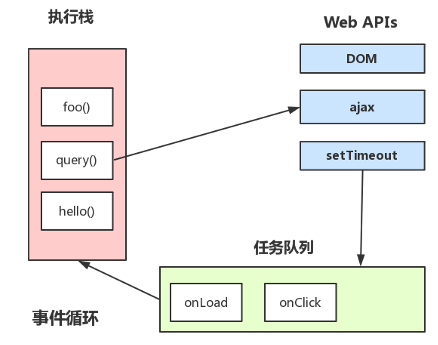 执行栈
Web APIs
foo()
query()
hello()
DOM
ajax
setTimeout
任务队列
onLoad
onClick
事件循环